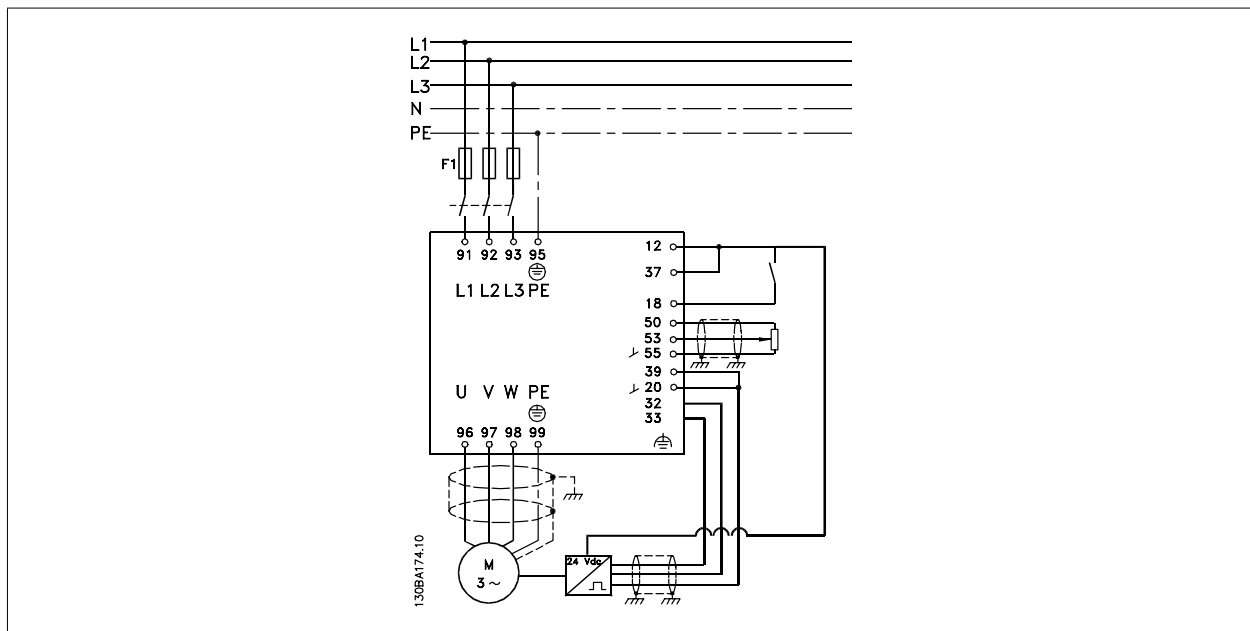 L1
L2
L3
N
PE
F1
91 92 93 95
L1 L2 L3 PE
12
37
18
50
53
55
39
20
32
33
U V W PE
96 97 98 99
M
3 ~
24 Vdc
130BA174.10